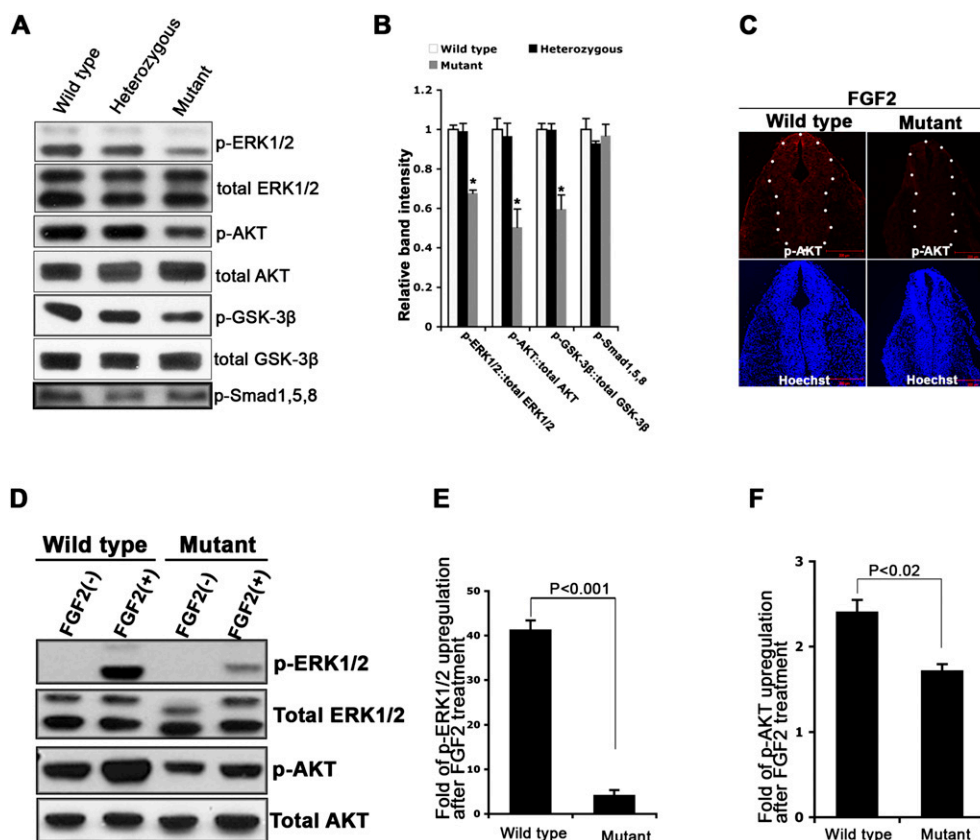 A
Wild type
Heterozygous
Mutant
p-ERK1/2
total ERK1/2
p-AKT
total AKT
p-GSK-3β
total GSK-3β
p-Smad1,5,8
B
Wild type
Heterozygous
Mutant
Relative band intensity
1.2
1
0.8
0.6
0.4
0.2
0
*
*
*
p-ERK1/2::total ERK1/2
p-AKT::total AKT
p-GSK-3β::total GSK-3β
p-Smad1,5,8
C
FGF2
Wild type
Mutant
p-AKT
p-AKT
Hoechst
Hoechst
D
Wild type
Mutant
FGF2(-)
FGF2(+)
FGF2(-)
FGF2(+)
p-ERK1/2
Total ERK1/2
p-AKT
Total AKT
E
Fold of p-ERK1/2 upregulation
after FGF2 treatment
50
40
30
20
10
0
P<0.001
Wild type
Mutant
F
Fold of p-AKT upregulation
after FGF2 treatment
3
2
1
0
P<0.02
Wild type
Mutant